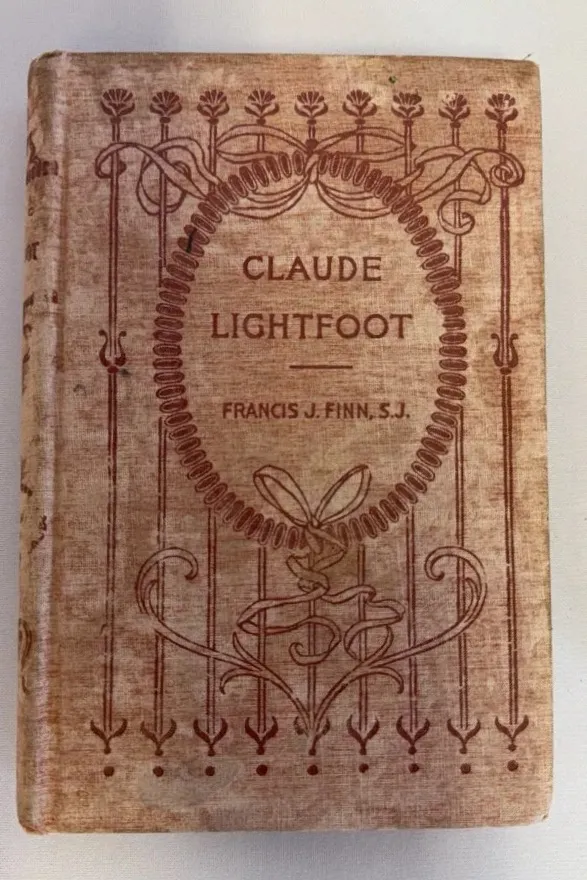 CLAUDE
LIGHTFOOT
FRANCIS J. FINN, S.J.